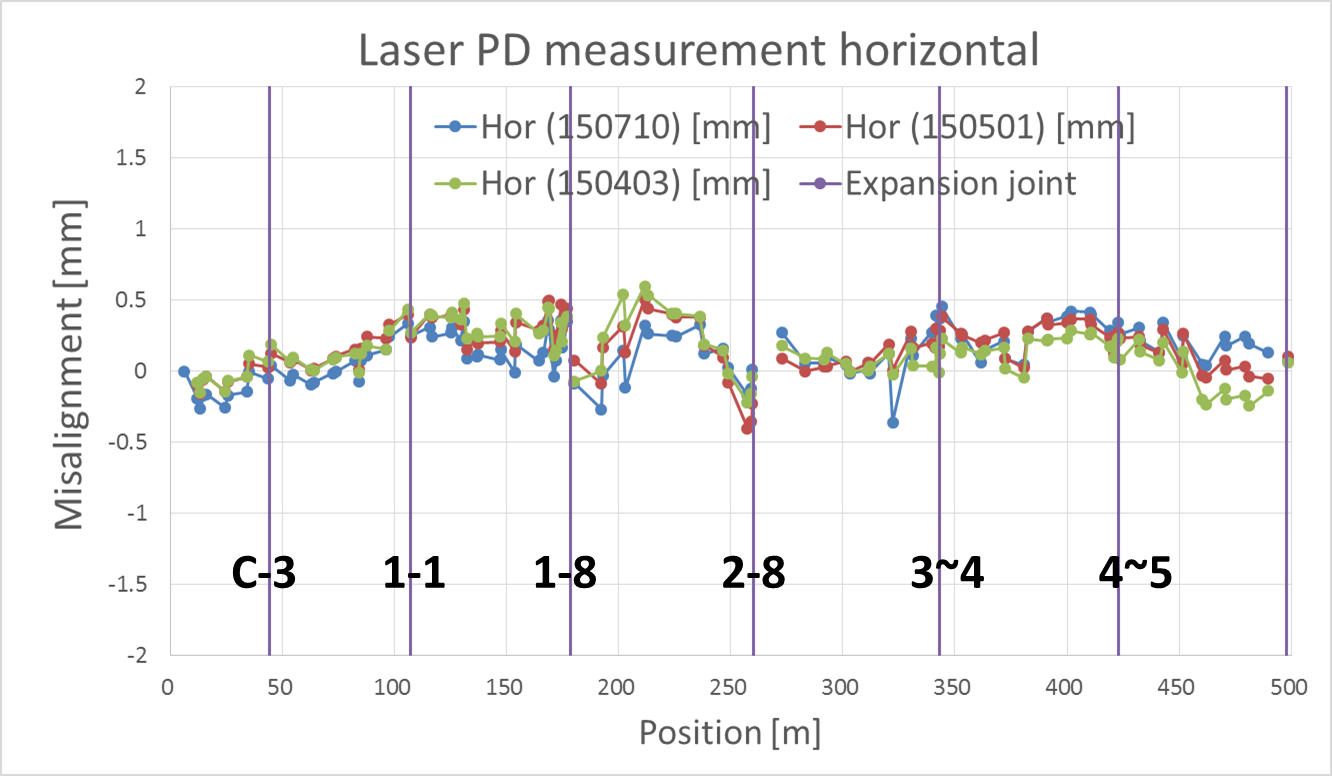 Laser PD measurement horizontal
Hor (150710) [mm] Hor (150501) [mm]
Hor (150403) [mm] Expansion joint
2
1.5
1
0.5
0
-0.5
-1
-1.5
-2
Misalignment [mm]
C-3 1-1 1-8 2-8 3~4 4~5
0 50 100 150 200 250 300 350 400 450 500
Position [m]